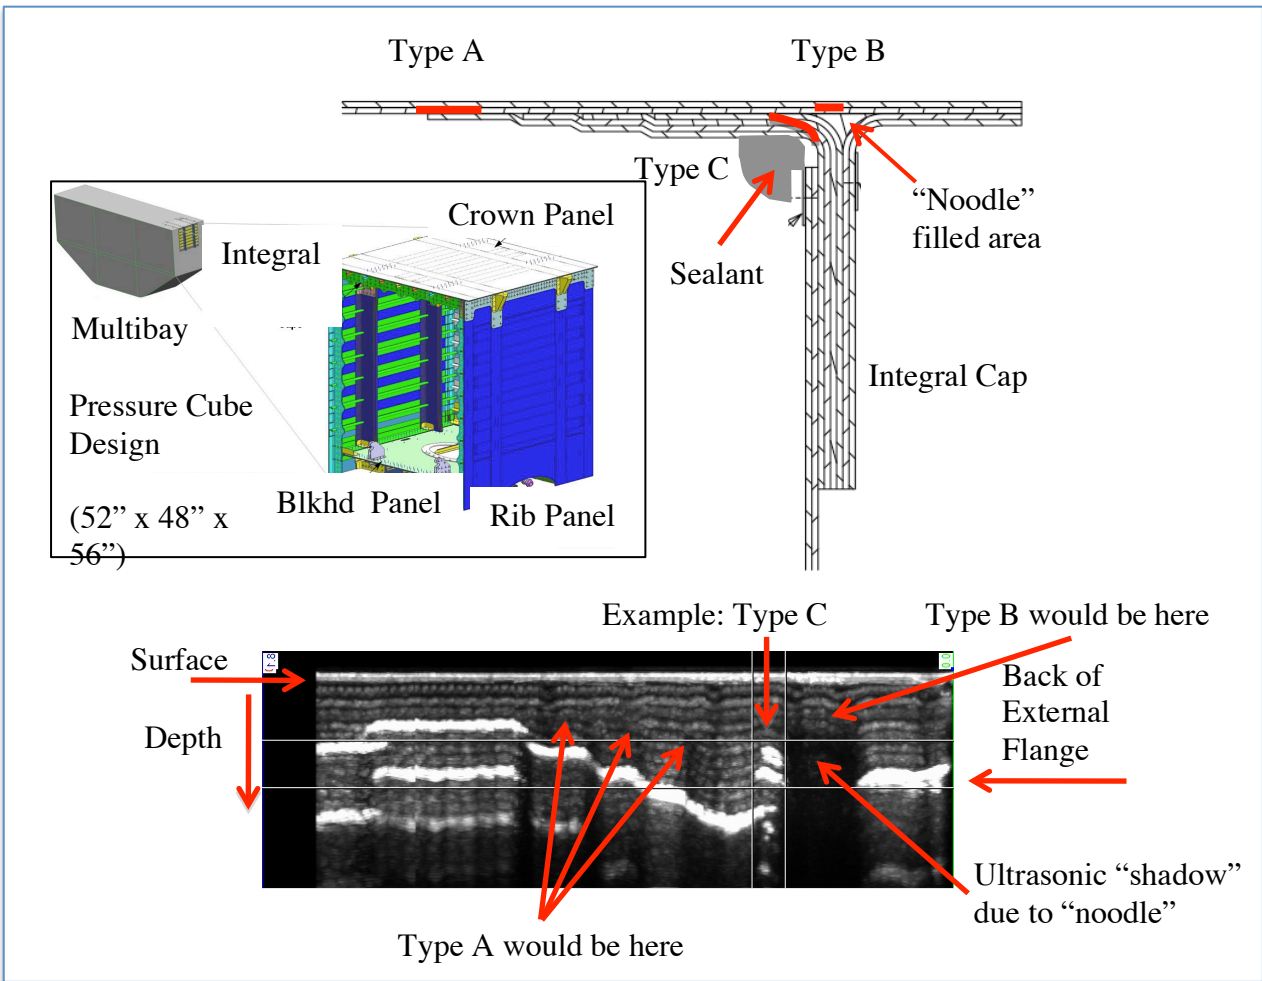 Type A
Type B
Type C
"Noodle"
filled area
Sealant
Integral Cap
Crown Panel
Integral
Multibay
Pressure Cube
Design
(52" x 48" x
56")
Blkhd Panel
Rib Panel
Example: Type C
Type B would be here
Surface
Depth
Back of
External
Flange
Ultrasonic "shadow"
due to "noodle"
Type A would be here